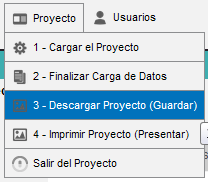 Proyecto Usuarios
1 - Cargar el Proyecto
2 - Finalizar Carga de Datos
3 - Descargar Proyecto (Guardar)
4 - Imprimir Proyecto (Presentar)
Salir del Proyecto